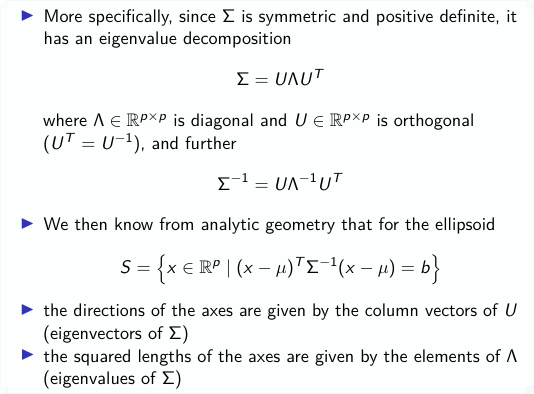 ▶ More specifically, since Σ is symmetric and positive definite, it
has an eigenvalue decomposition
Σ = UΛU^T
where Λ ∈ ℝ^{p×p} is diagonal and U ∈ ℝ^{p×p} is orthogonal
(U^T = U^{−1}), and further
Σ^{−1} = UΛ^{−1}U^T
▶ We then know from analytic geometry that for the ellipsoid
S = {x ∈ ℝ^p | (x − μ)^T Σ^{−1}(x − μ) = b}
▶ the directions of the axes are given by the column vectors of U
(eigenvectors of Σ)
▶ the squared lengths of the axes are given by the elements of Λ
(eigenvalues of Σ)